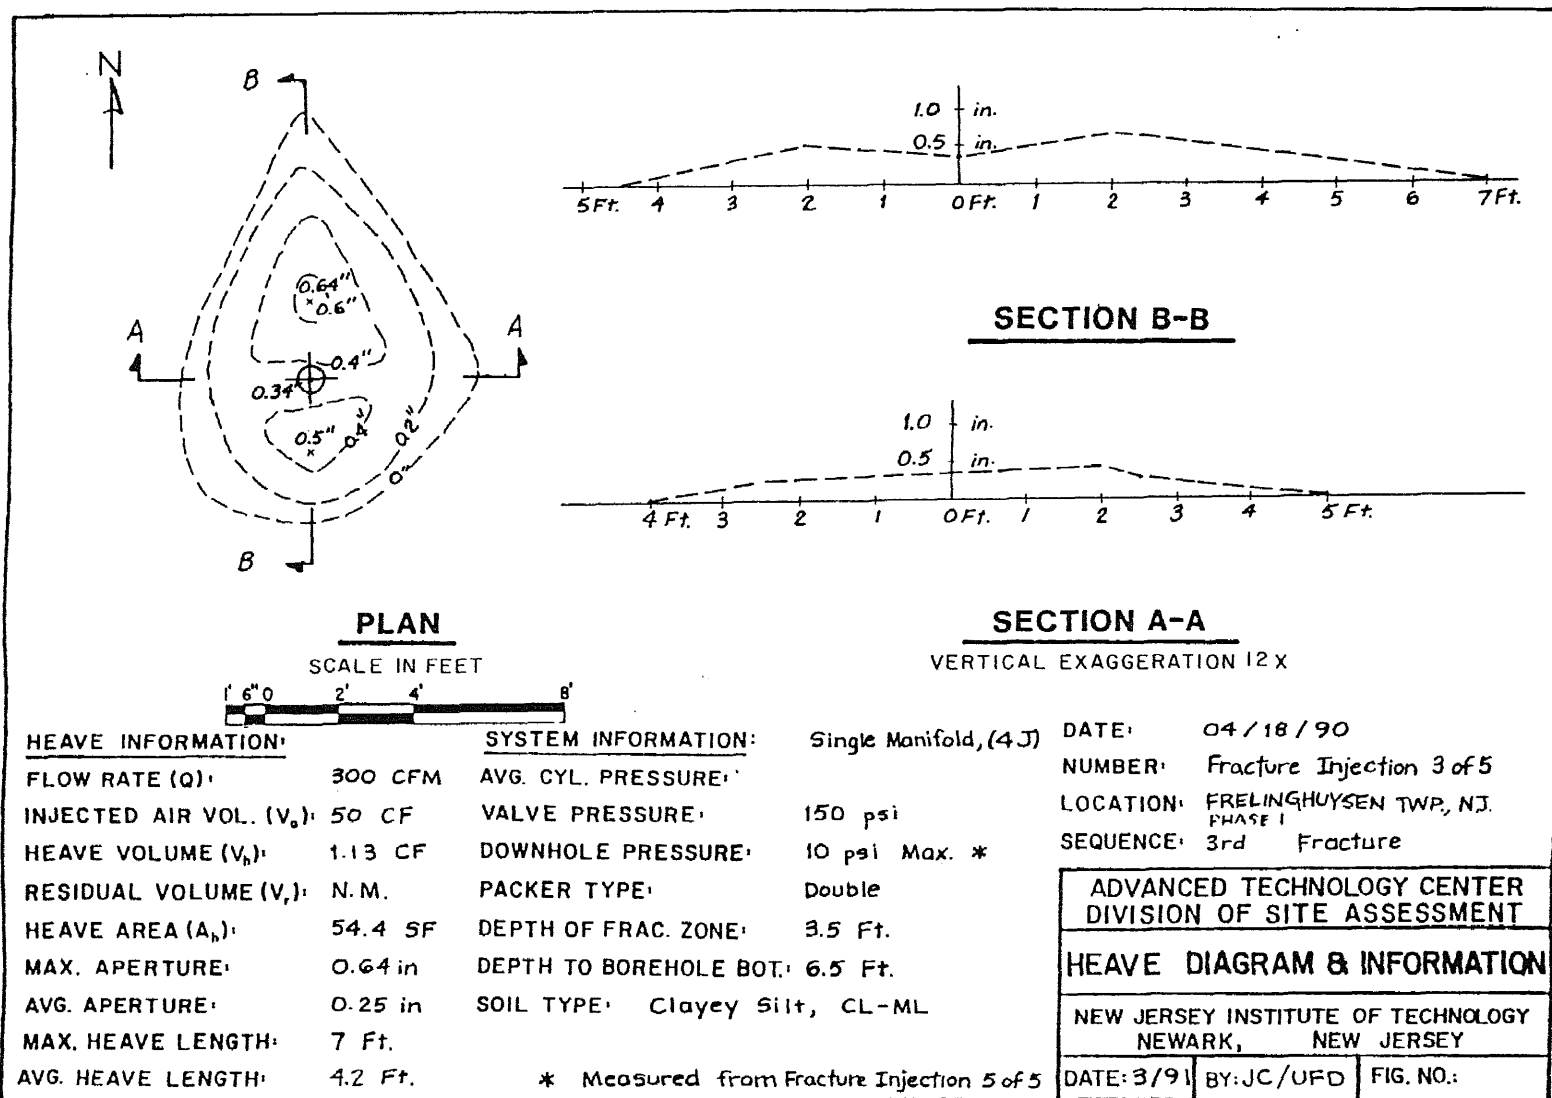 N
B
A
A
0.64"
0.6"
0.4"
0.34"
0.5"
0.4"
0.2"
0"
B
1.0 in.
0.5 in.
5 Ft. 4 3 2 1 0 Ft. 1 2 3 4 5 6 7 Ft.
SECTION B-B
1.0 in.
0.5 in.
4 Ft. 3 2 1 0 Ft. 1 2 3 4 5 Ft.
PLAN
SCALE IN FEET
1' 6" 0 2' 4' 8'
SECTION A-A
VERTICAL EXAGGERATION 12 X
HEAVE INFORMATION:
FLOW RATE (Q): 300 CFM
INJECTED AIR VOL. (Va): 50 CF
HEAVE VOLUME (Vh): 1.13 CF
RESIDUAL VOLUME (Vr): N.M.
HEAVE AREA (Ah): 54.4 SF
MAX. APERTURE: 0.64 in
AVG. APERTURE: 0.25 in
MAX. HEAVE LENGTH: 7 Ft.
AVG. HEAVE LENGTH: 4.2 Ft.
SYSTEM INFORMATION: Single Manifold, (4J)
AVG. CYL. PRESSURE:
VALVE PRESSURE: 150 psi
DOWNHOLE PRESSURE: 10 psi Max. *
PACKER TYPE: Double
DEPTH OF FRAC. ZONE: 3.5 Ft.
DEPTH TO BOREHOLE BOT.: 6.5 Ft.
SOIL TYPE: Clayey Silt, CL-ML
* Measured from Fracture Injection 5 of 5
DATE: 04/18/90
NUMBER: Fracture Injection 3 of 5
LOCATION: FRELINGHUYSEN TWP., NJ.
PHASE I
SEQUENCE: 3rd Fracture
ADVANCED TECHNOLOGY CENTER
DIVISION OF SITE ASSESSMENT
HEAVE DIAGRAM & INFORMATION
NEW JERSEY INSTITUTE OF TECHNOLOGY
NEWARK, NEW JERSEY
DATE: 3/91 BY: JC/UFD FIG. NO.: